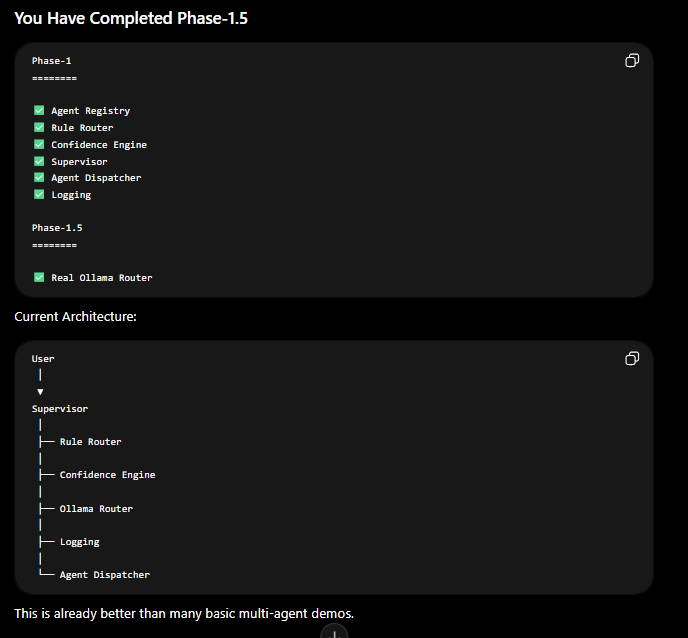 You Have Completed Phase-1.5
Phase-1
========
✅ Agent Registry
✅ Rule Router
✅ Confidence Engine
✅ Supervisor
✅ Agent Dispatcher
✅ Logging
Phase-1.5
========
✅ Real Ollama Router
Current Architecture:
User
│
▼
Supervisor
│
├── Rule Router
│
├── Confidence Engine
│
├── Ollama Router
│
├── Logging
│
└── Agent Dispatcher
This is already better than many basic multi-agent demos.